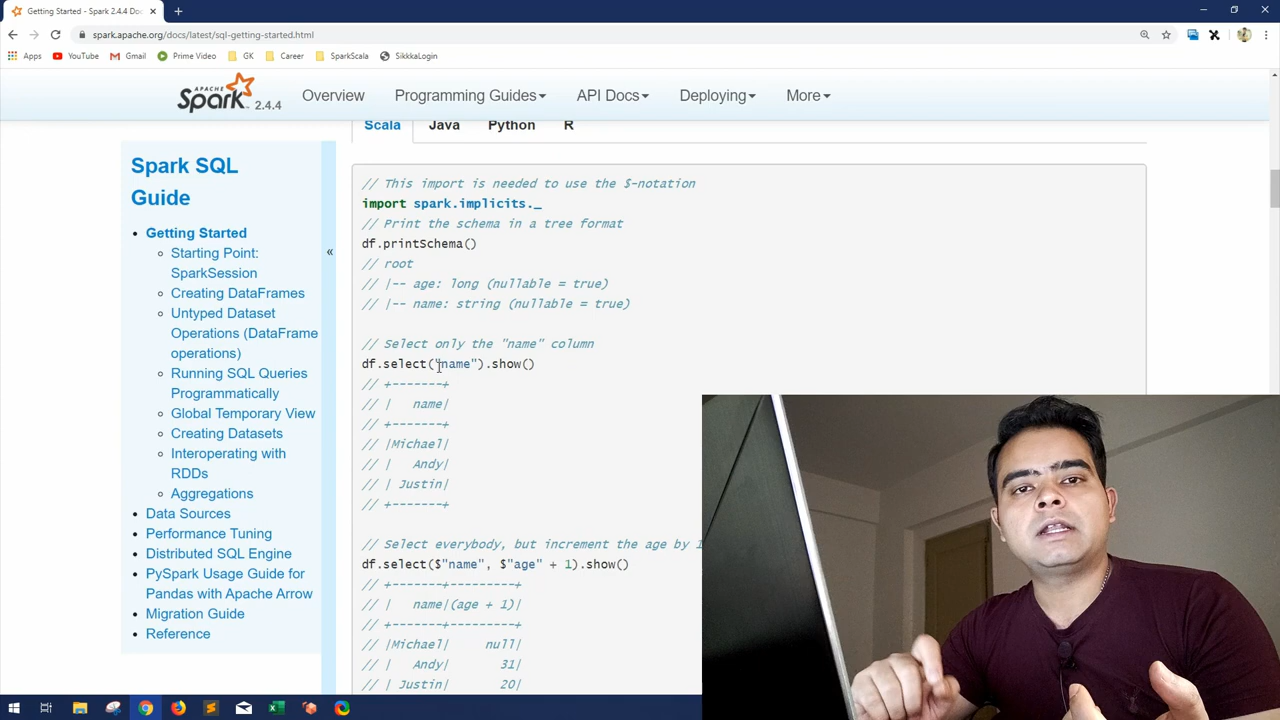 Getting Started - Spark 2.4.4 Do
spark.apache.org/docs/latest/sql-getting-started.html
Apps YouTube Gmail Prime Video GK Career SparkScala SikkkaLogin
APACHE Spark 2.4.4 Overview Programming Guides API Docs Deploying More
Scala Java Python R
Spark SQL
Guide
Getting Started
Starting Point:
SparkSession
Creating DataFrames
Untyped Dataset
Operations (DataFrame
operations)
Running SQL Queries
Programmatically
Global Temporary View
Creating Datasets
Interoperating with
RDDs
Aggregations
Data Sources
Performance Tuning
Distributed SQL Engine
PySpark Usage Guide for
Pandas with Apache Arrow
Migration Guide
Reference
«
// This import is needed to use the $-notation
import spark.implicits._
// Print the schema in a tree format
df.printSchema()
// root
// |-- age: long (nullable = true)
// |-- name: string (nullable = true)
// Select only the "name" column
df.select("name").show()
// +-------+
// |   name|
// +-------+
// |Michael|
// |   Andy|
// | Justin|
// +-------+
// Select everybody, but increment the age by 1
df.select($"name", $"age" + 1).show()
// +-------+---------+
// |   name|(age + 1)|
// +-------+---------+
// |Michael|     null|
// |   Andy|       31|
// | Justin|       20|